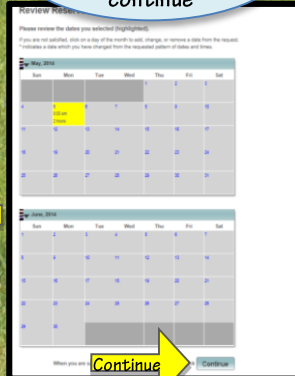 continue
Review Reser
Please review the dates you selected (highlighted).
If you are not satisfied, click on a day of the month to add, change, or remove a date from the request.
* indicates a date which you have changed from the requested pattern of dates and times.
May, 2014
Sun Mon Tue Wed Thu Fri Sat
1 2 3
4 5 6 7 8 9 10
11 12 13 14 15 16 17
18 19 20 21 22 23 24
25 26 27 28 29 30 31
June, 2014
Sun Mon Tue Wed Thu Fri Sat
1 2 3 4 5 6 7
8 9 10 11 12 13 14
15 16 17 18 19 20 21
22 23 24 25 26 27 28
29 30
When you are
Continue
Continue